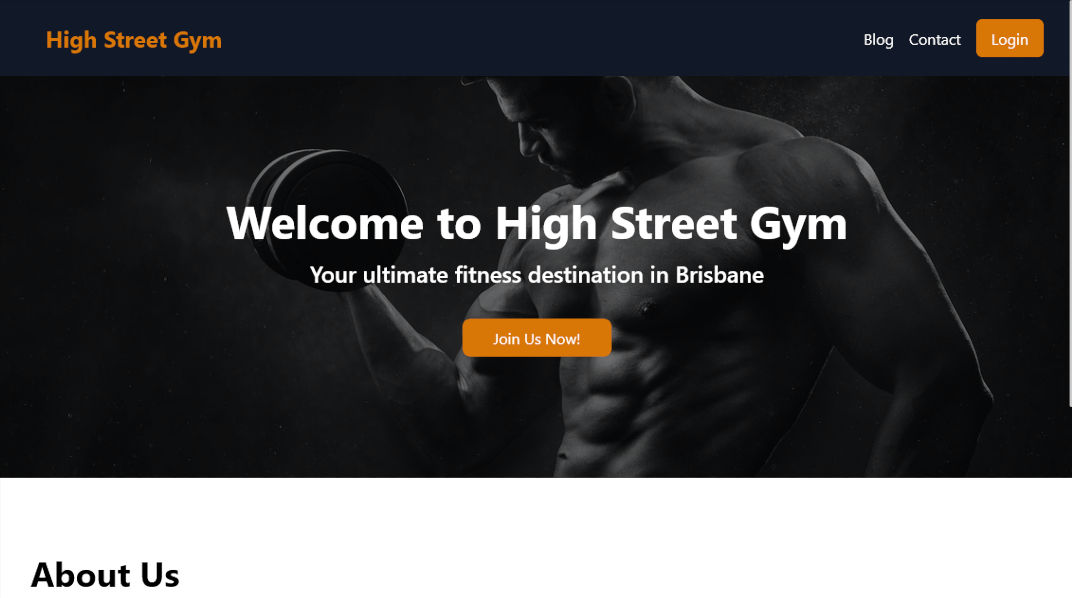 High Street Gym
Blog Contact Login
Welcome to High Street Gym
Your ultimate fitness destination in Brisbane
Join Us Now!
About Us